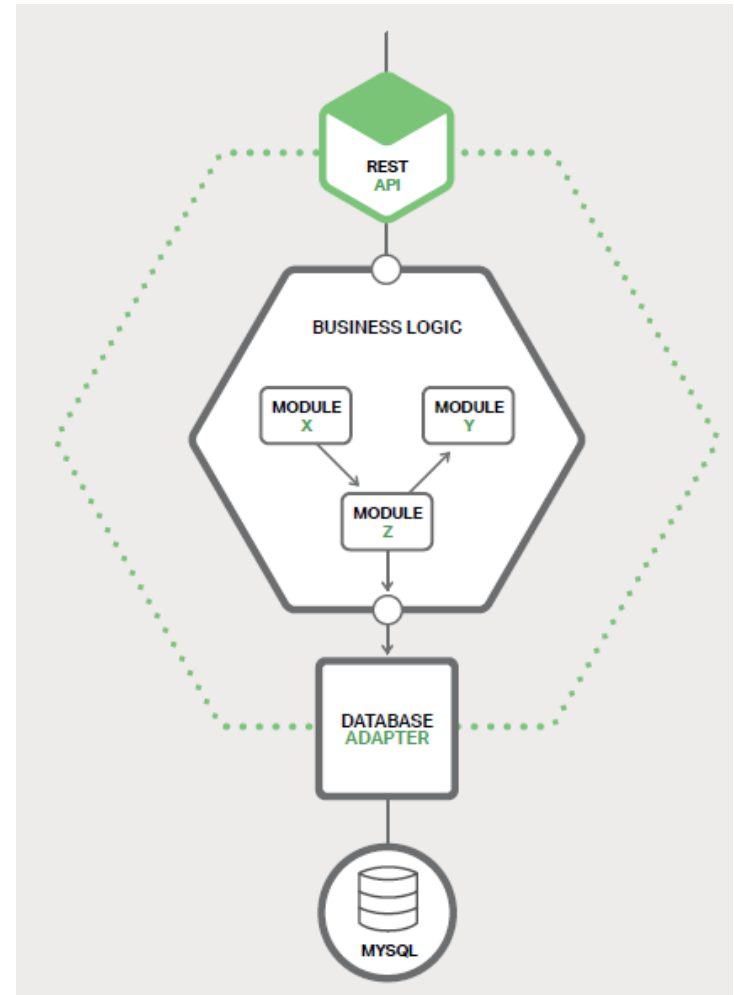 REST
API
BUSINESS LOGIC
MODULE
X
MODULE
Y
MODULE
Z
DATABASE
ADAPTER
MYSQL